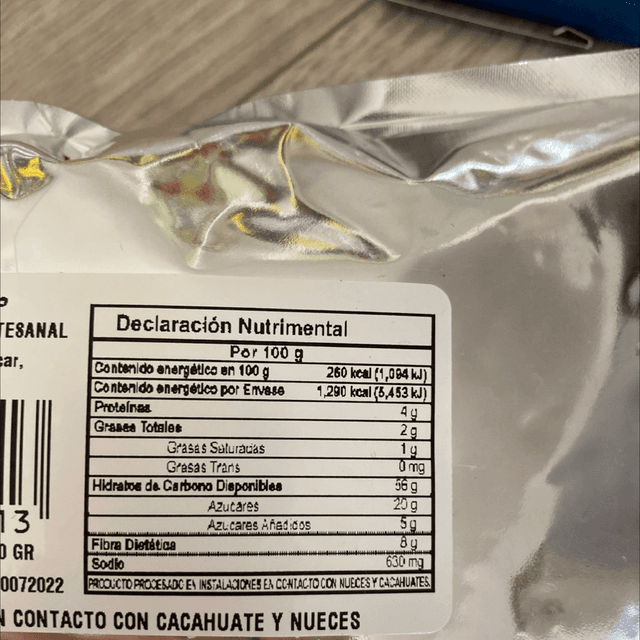 TESANAL
car,
13
0 GR
0072022
Declaración Nutrimental
Por 100 g
Contenido energético en 100 g 260 kcal (1,094 kJ)
Contenido energético por Envase 1,290 kcal (5,453 kJ)
Proteínas 4 g
Grasas Totales 2 g
Grasas Saturadas 1 g
Grasas Trans 0 mg
Hidratos de Carbono Disponibles 56 g
Azucares 20 g
Azucares Añadidos 5 g
Fibra Dietética 8 g
Sodio 630 mg
PRODUCTO PROCESADO EN INSTALACIONES EN CONTACTO CON NUECES Y CACAHUATES.
N CONTACTO CON CACAHUATE Y NUECES